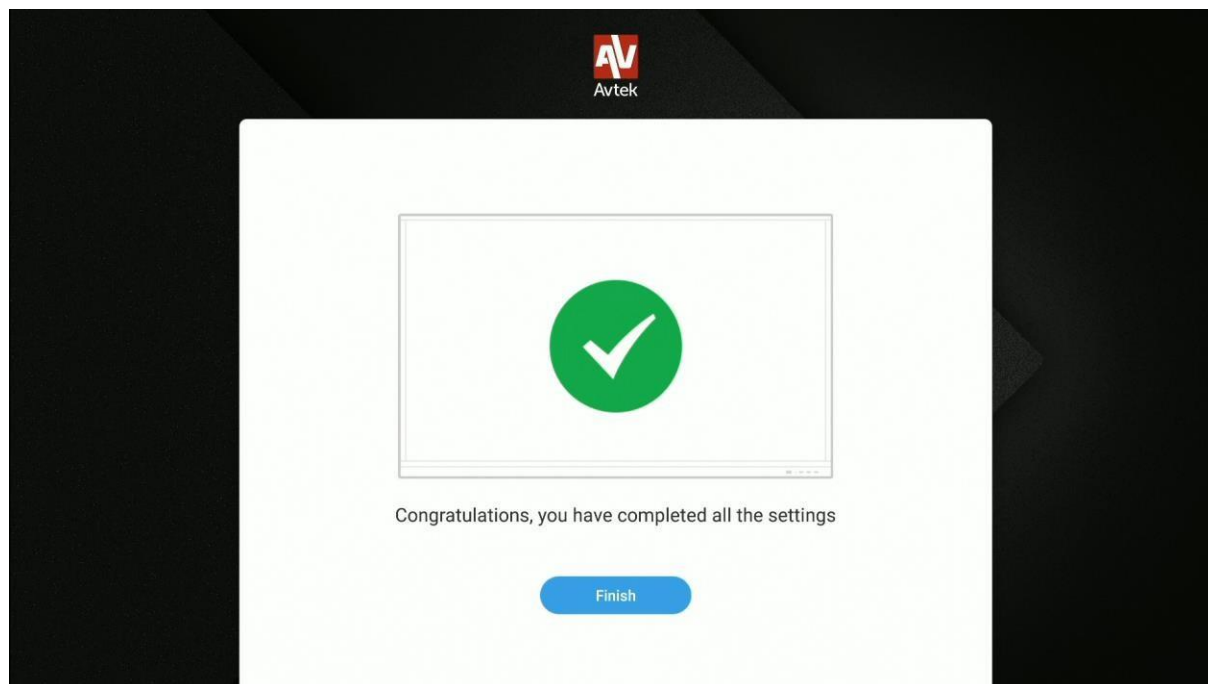 AV
Avtek
Congratulations, you have completed all the settings
Finish